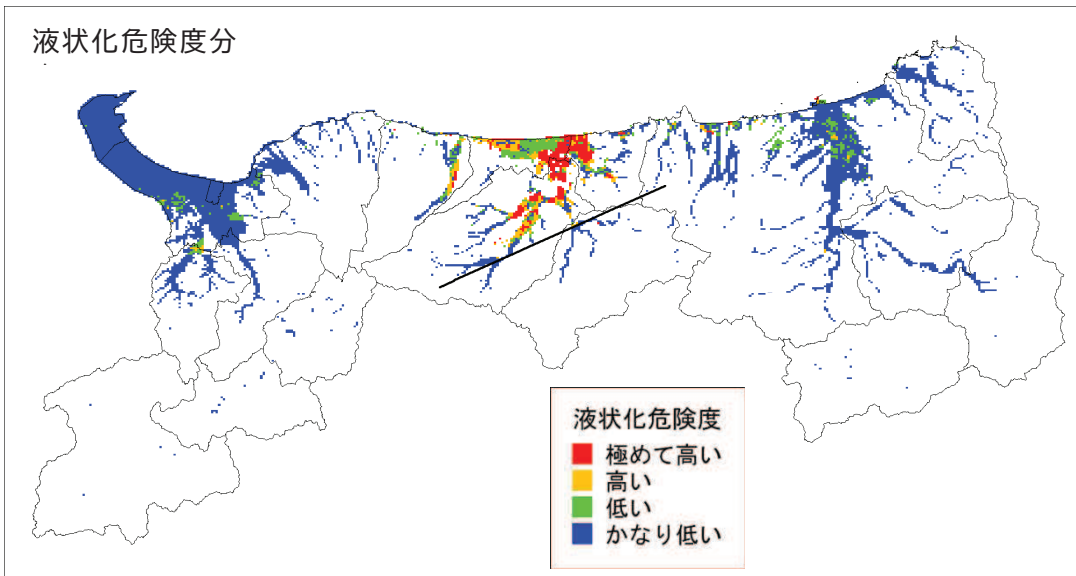 液状化危険度分
液状化危険度
極めて高い
高い
低い
かなり低い